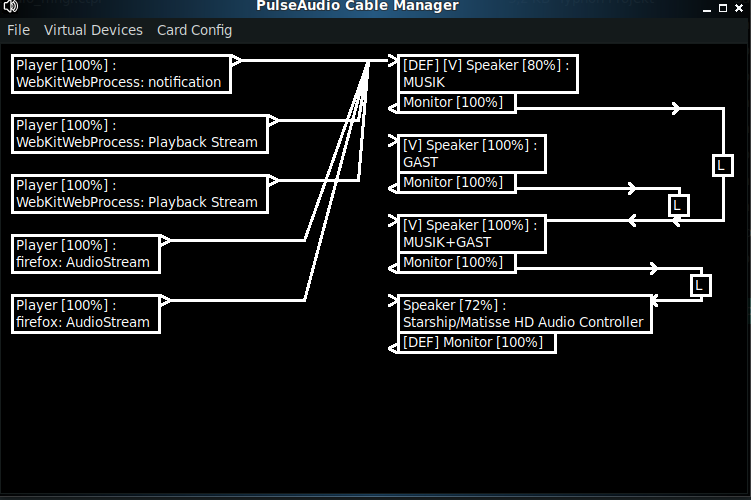 PulseAudio Cable Manager
File Virtual Devices Card Config
Player [100%] :
WebKitWebProcess: notification
Player [100%] :
WebKitWebProcess: Playback Stream
Player [100%] :
WebKitWebProcess: Playback Stream
Player [100%] :
firefox: AudioStream
Player [100%] :
firefox: AudioStream
[DEF] [V] Speaker [80%] :
MUSIK
Monitor [100%]
L
[V] Speaker [100%] :
GAST
Monitor [100%]
L
[V] Speaker [100%] :
MUSIK+GAST
Monitor [100%]
L
Speaker [72%] :
Starship/Matisse HD Audio Controller
[DEF] Monitor [100%]